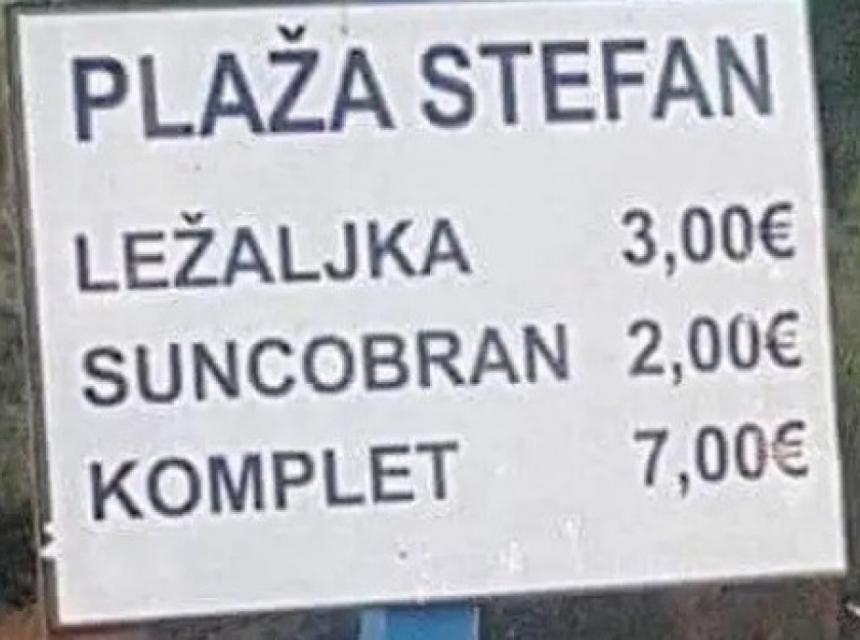 PLAŽA STEFAN
LEŽALJKA 3,00€
SUNCOBRAN 2,00€
KOMPLET 7,00€